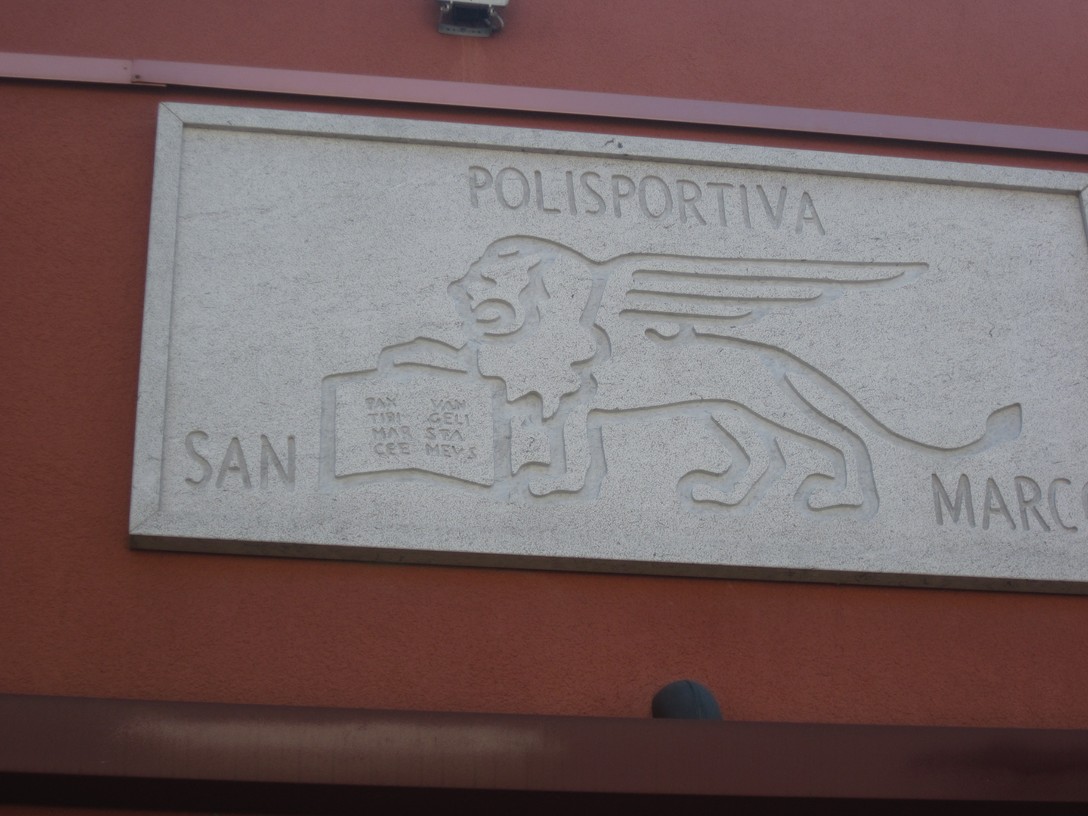 POLISPORTIVA
SAN
PAX VAN
TIBI GELI
MAR STA
CEE MEVS
MARC